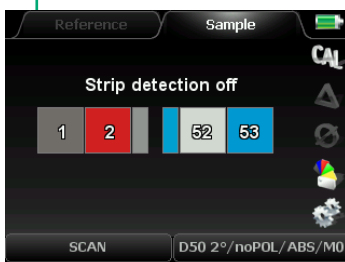 Reference Sample
CAL
Strip detection off
1 2 52 53
SCAN D50 2°/noPOL/ABS/M0